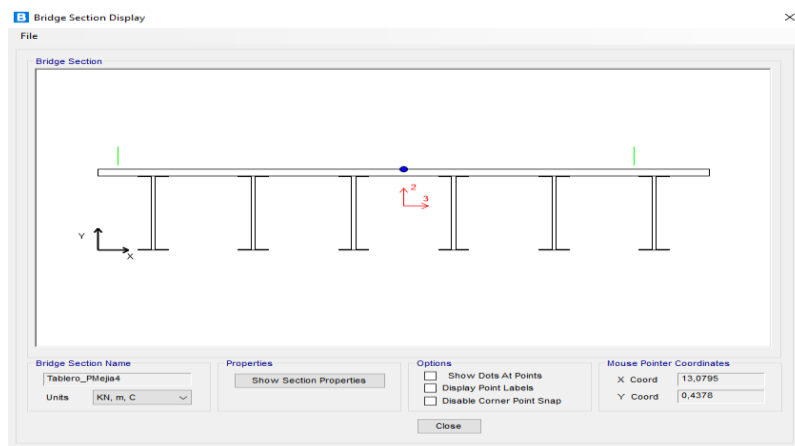 B Bridge Section Display
File
Bridge Section
2
3
Y
X
Bridge Section Name
Tablero_PMejia4
Units KN, m, C
Properties
Show Section Properties
Options
Show Dots At Points
Display Point Labels
Disable Corner Point Snap
Mouse Pointer Coordinates
X Coord 13,0795
Y Coord 0,4378
Close